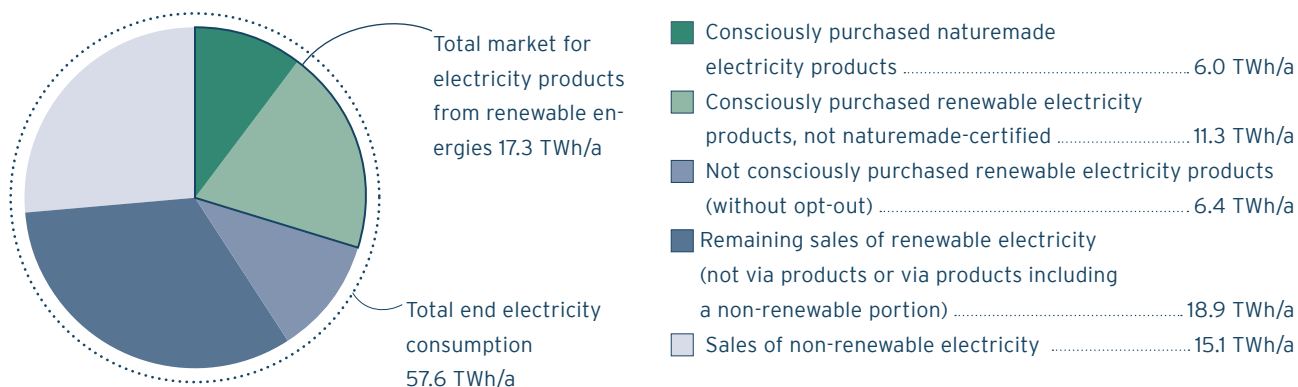 Total market for
electricity products
from renewable en-
ergies 17.3 TWh/a
Total end electricity
consumption
57.6 TWh/a
Consciously purchased naturemade
electricity products 6.0 TWh/a
Consciously purchased renewable electricity
products, not naturemade-certified 11.3 TWh/a
Not consciously purchased renewable electricity products
(without opt-out) 6.4 TWh/a
Remaining sales of renewable electricity
(not via products or via products including
a non-renewable portion) 18.9 TWh/a
Sales of non-renewable electricity 15.1 TWh/a